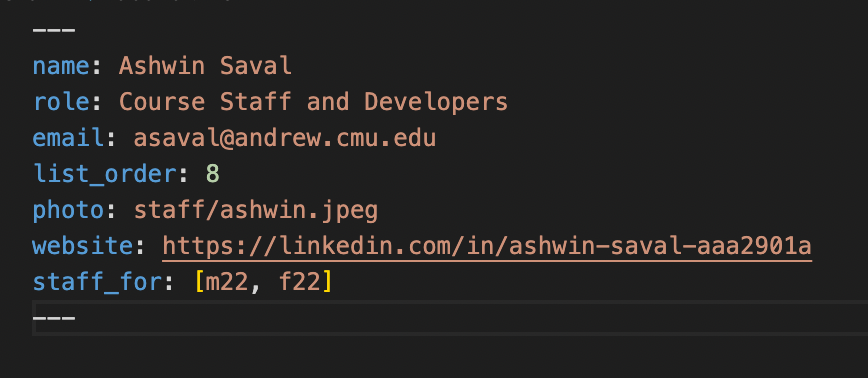 ---
name: Ashwin Saval
role: Course Staff and Developers
email: asaval@andrew.cmu.edu
list_order: 8
photo: staff/ashwin.jpeg
website: https://linkedin.com/in/ashwin-saval-aaa2901a
staff_for: [m22, f22]
---